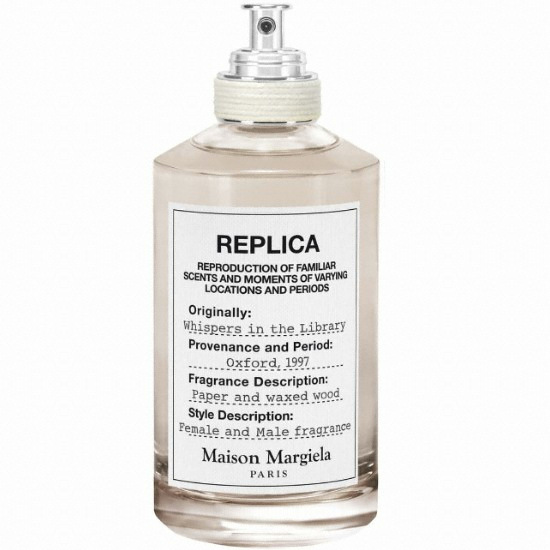 REPLICA
REPRODUCTION OF FAMILIAR
SCENTS AND MOMENTS OF VARYING
LOCATIONS AND PERIODS
Originally:
Whispers in the Library
Provenance and Period:
Oxford, 1997
Fragrance Description:
Paper and waxed wood
Style Description:
Female and Male fragrance
Maison Margiela
PARIS